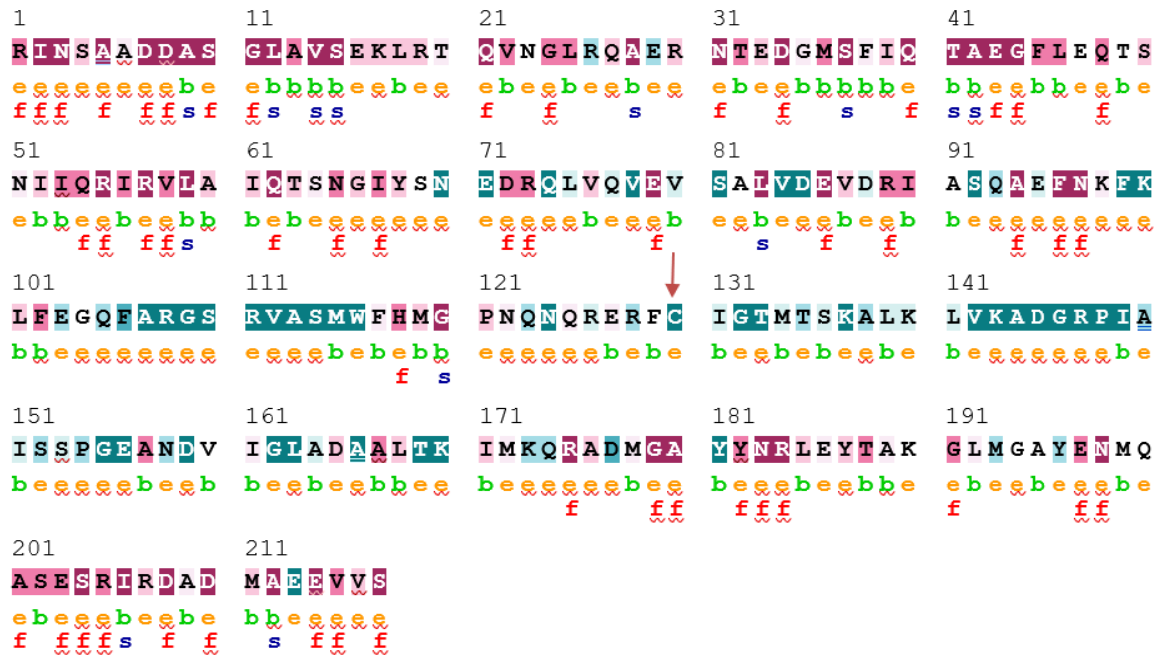 1 11 21 31 41
RINSAADDAS GLAVSEKLRT QVNGLRQAER NTEDGMSFIQ TAEGFLEQTS
eeeeeeeebe ebbbbeebee ebeebeebee ebeebbbbbe bbeebbeebe
fff f ffsf fs ss f f s f f s f ssff f
51 61 71 81 91
NIIQRIRVLA IQTSNGIYSN EDRQLVQVEV SALVDEVDRI ASQAEFNKFK
ebbeebeebb bebeeeeeee eeeeebeeeb eebeeeebeb beeeeeeeee
ff ffs f f f ff f s f f f ff
101 111 121 131 141
LFEGQFARGS RVASMWFHMG PNQNQRERFC IGTMTSKALK LVKADGRPIA
bbeeeeeeee eeeebebebb eeeeeebebe beebebeebe beeeeeeebe
f s
151 161 171 181 191
ISSPGEANDV IGLADAALTK IMKQRADMGA YYNRLEYTAK GLMGAYENMQ
beeeeebeeb beebeebbee beeeeeebee beeebeebbe beeebeeebe
f ff fff f ff
201 211
ASESRIRDAD MAEEVVS
ebeeebeebe bbeeeee
f fffs f f s ff f